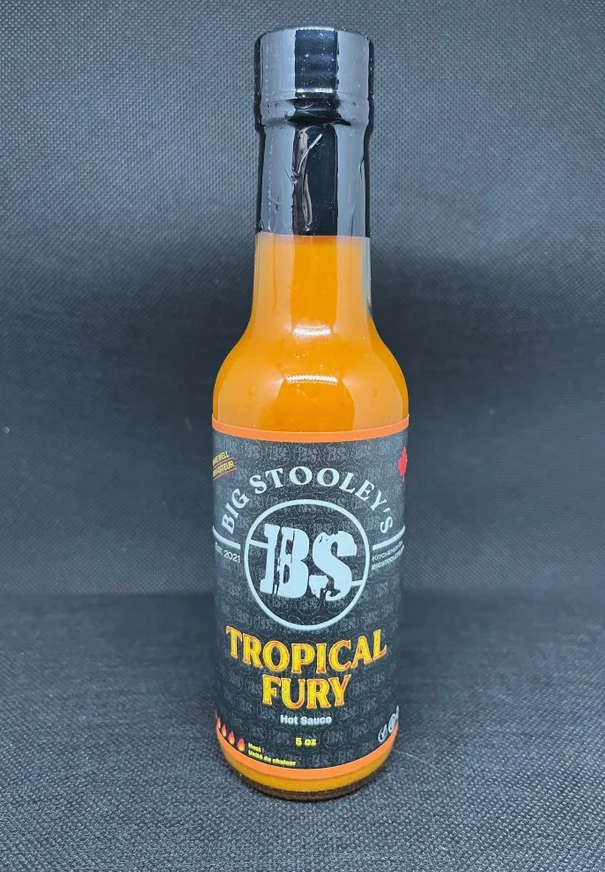 BIG STOOLEY'S
EST. 2021
BS
TROPICAL
FURY
Hot Sauce
5 oz